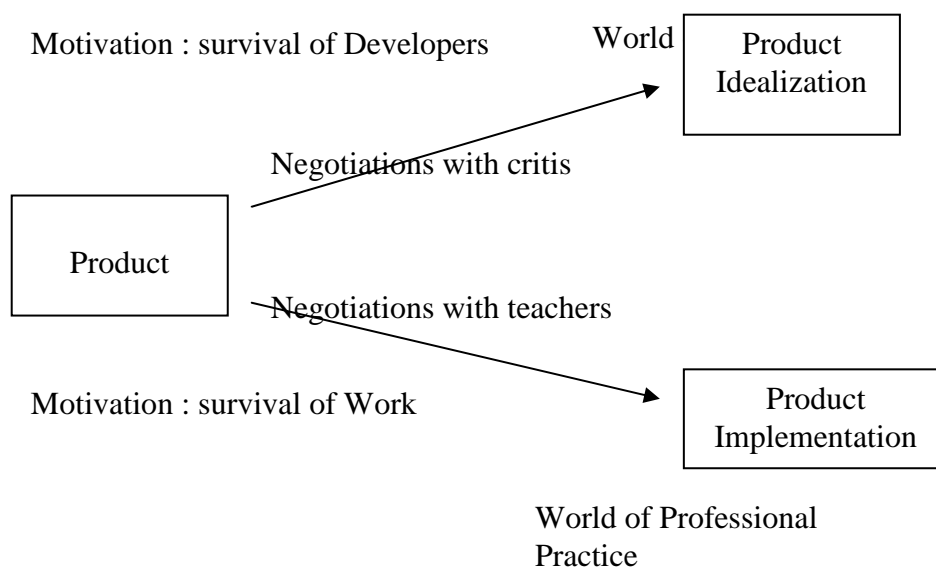 Motivation : survival of Developers
World
Product
Idealization
Negotiations with critis
Product
Negotiations with teachers
Motivation : survival of Work
Product
Implementation
World of Professional
Practice